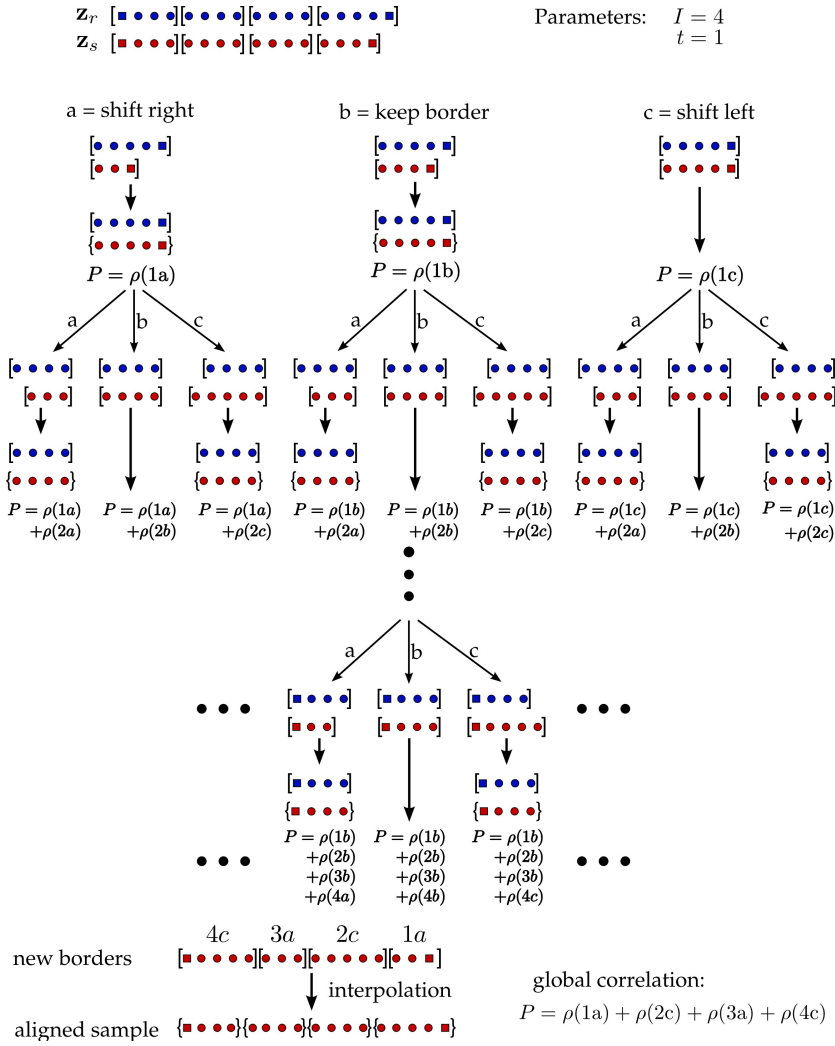 𝐳ᵣ
Parameters: I = 4
𝐳ₛ
t = 1
a = shift right
b = keep border
c = shift left
P = ρ(1a)
P = ρ(1b)
P = ρ(1c)
a b c
a b c
a b c
P = ρ(1a)
+ρ(2a)
P = ρ(1a)
+ρ(2b)
P = ρ(1a)
+ρ(2c)
P = ρ(1b)
+ρ(2a)
P = ρ(1b)
+ρ(2b)
P = ρ(1b)
+ρ(2c)
P = ρ(1c)
+ρ(2a)
P = ρ(1c)
+ρ(2b)
P = ρ(1c)
+ρ(2c)
a b c
P = ρ(1b)
+ρ(2b)
+ρ(3b)
+ρ(4a)
P = ρ(1b)
+ρ(2b)
+ρ(3b)
+ρ(4b)
P = ρ(1b)
+ρ(2b)
+ρ(3b)
+ρ(4c)
4c 3a 2c 1a
new borders
interpolation
aligned sample
global correlation:
P = ρ(1a) + ρ(2c) + ρ(3a) + ρ(4c)